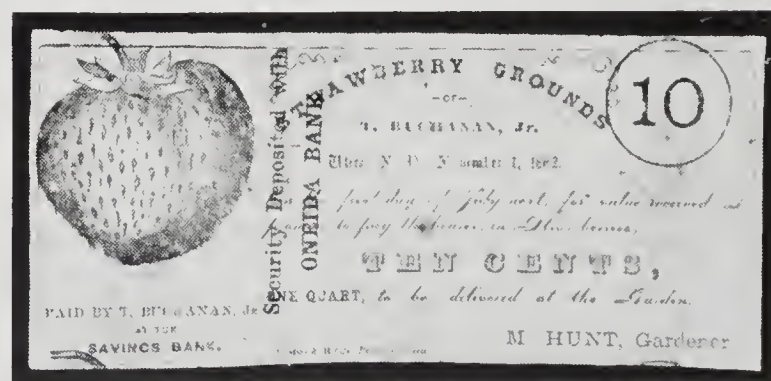 STRAWBERRY GROUNDS
—OF—
T. BUCHANAN, Jr.
10
Security Deposited with
ONEIDA BANK
first day of July next, for value received
to pay the bearer, in
TEN CENTS,
ONE QUART, to be delivered at the Garden.
M HUNT, Gardener
PAID BY T. BUCHANAN, Jr
AT THE
SAVINGS BANK.